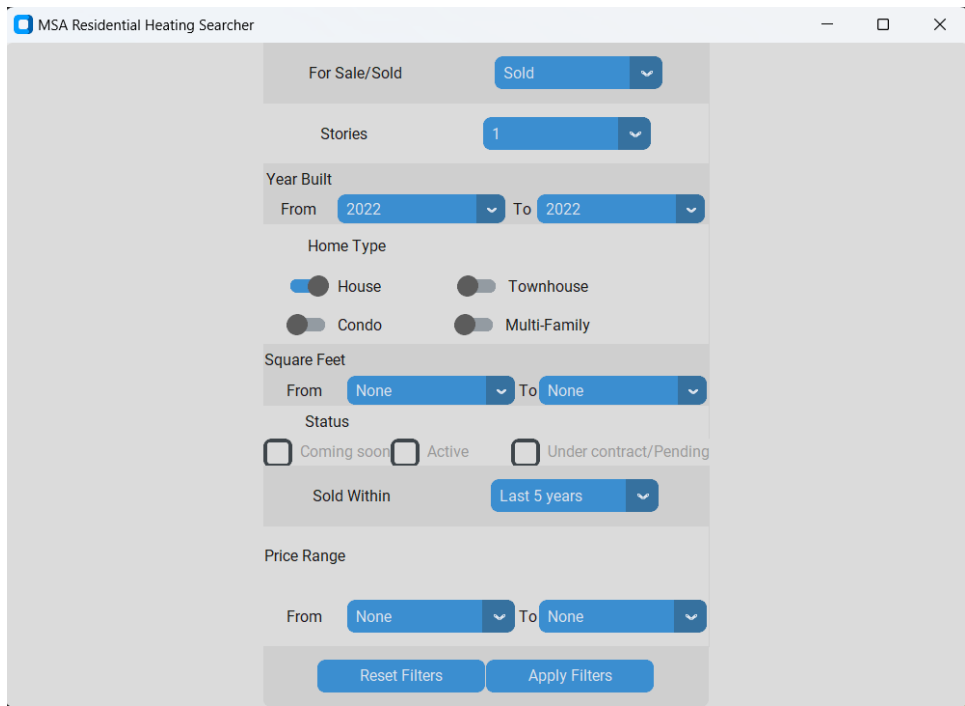 MSA Residential Heating Searcher
For Sale/Sold Sold
Stories 1
Year Built
From 2022 To 2022
Home Type
House Townhouse
Condo Multi-Family
Square Feet
From None To None
Status
Coming soon Active Under contract/Pending
Sold Within Last 5 years
Price Range
From None To None
Reset Filters Apply Filters